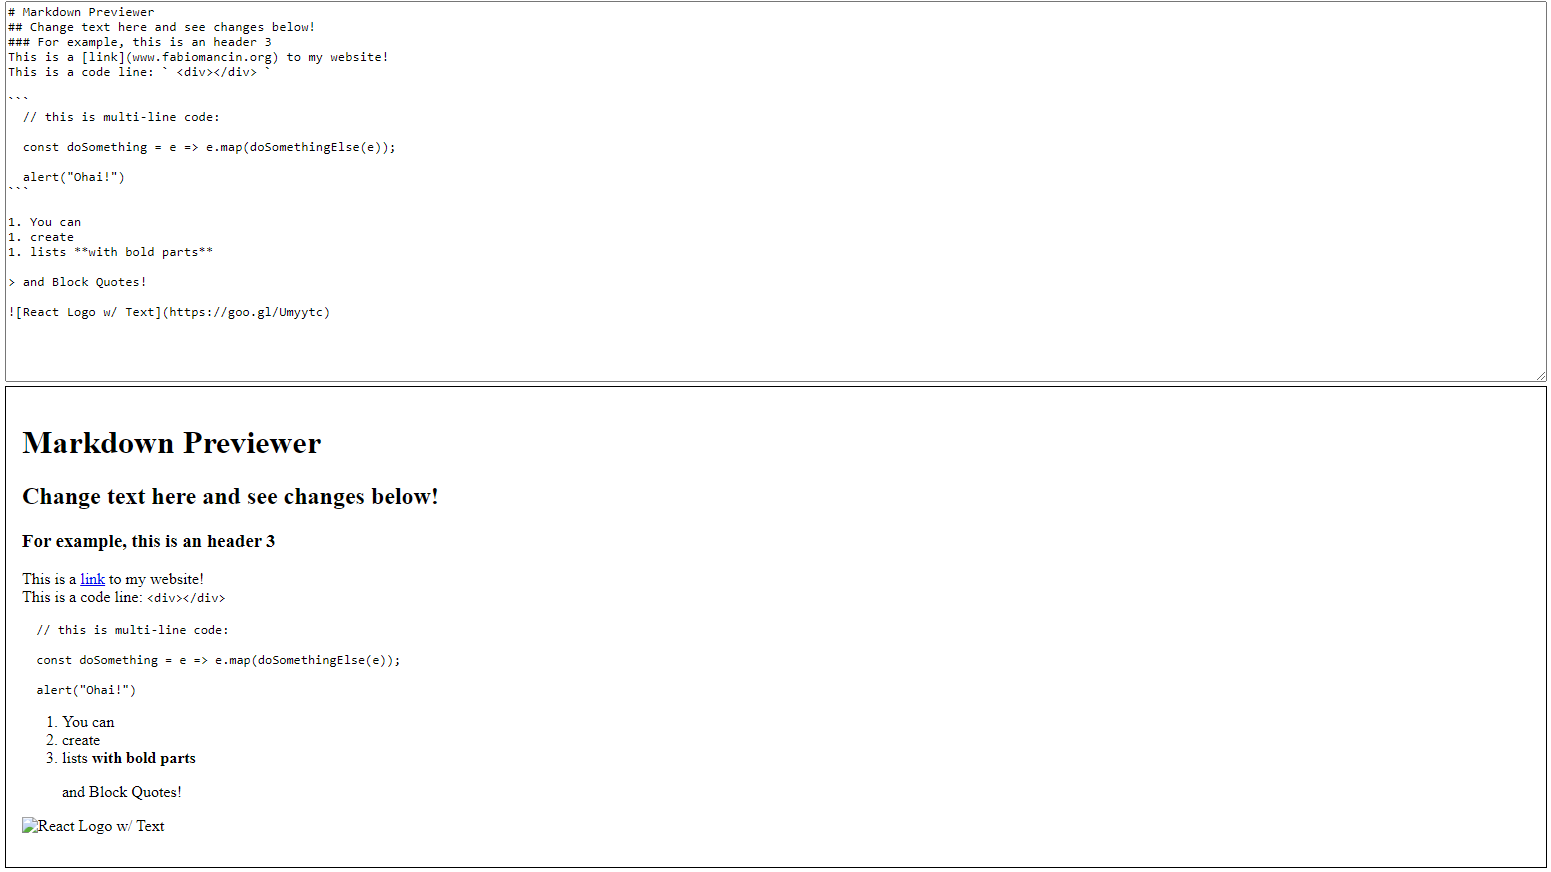 # Markdown Previewer
## Change text here and see changes below!
### For example, this is an header 3
This is a [link](www.fabiomancin.org) to my website!
This is a code line: ` <div></div> `
```
  // this is multi-line code:
  const doSomething = e => e.map(doSomethingElse(e));
  alert("Ohai!")
```
1. You can
1. create
1. lists **with bold parts**
> and Block Quotes!
![React Logo w/ Text](https://goo.gl/Umyytc)
Markdown Previewer
Change text here and see changes below!
For example, this is an header 3
This is a link to my website!
This is a code line: <div></div>
// this is multi-line code:
const doSomething = e => e.map(doSomethingElse(e));
alert("Ohai!")
1. You can
2. create
3. lists with bold parts
and Block Quotes!
React Logo w/ Text